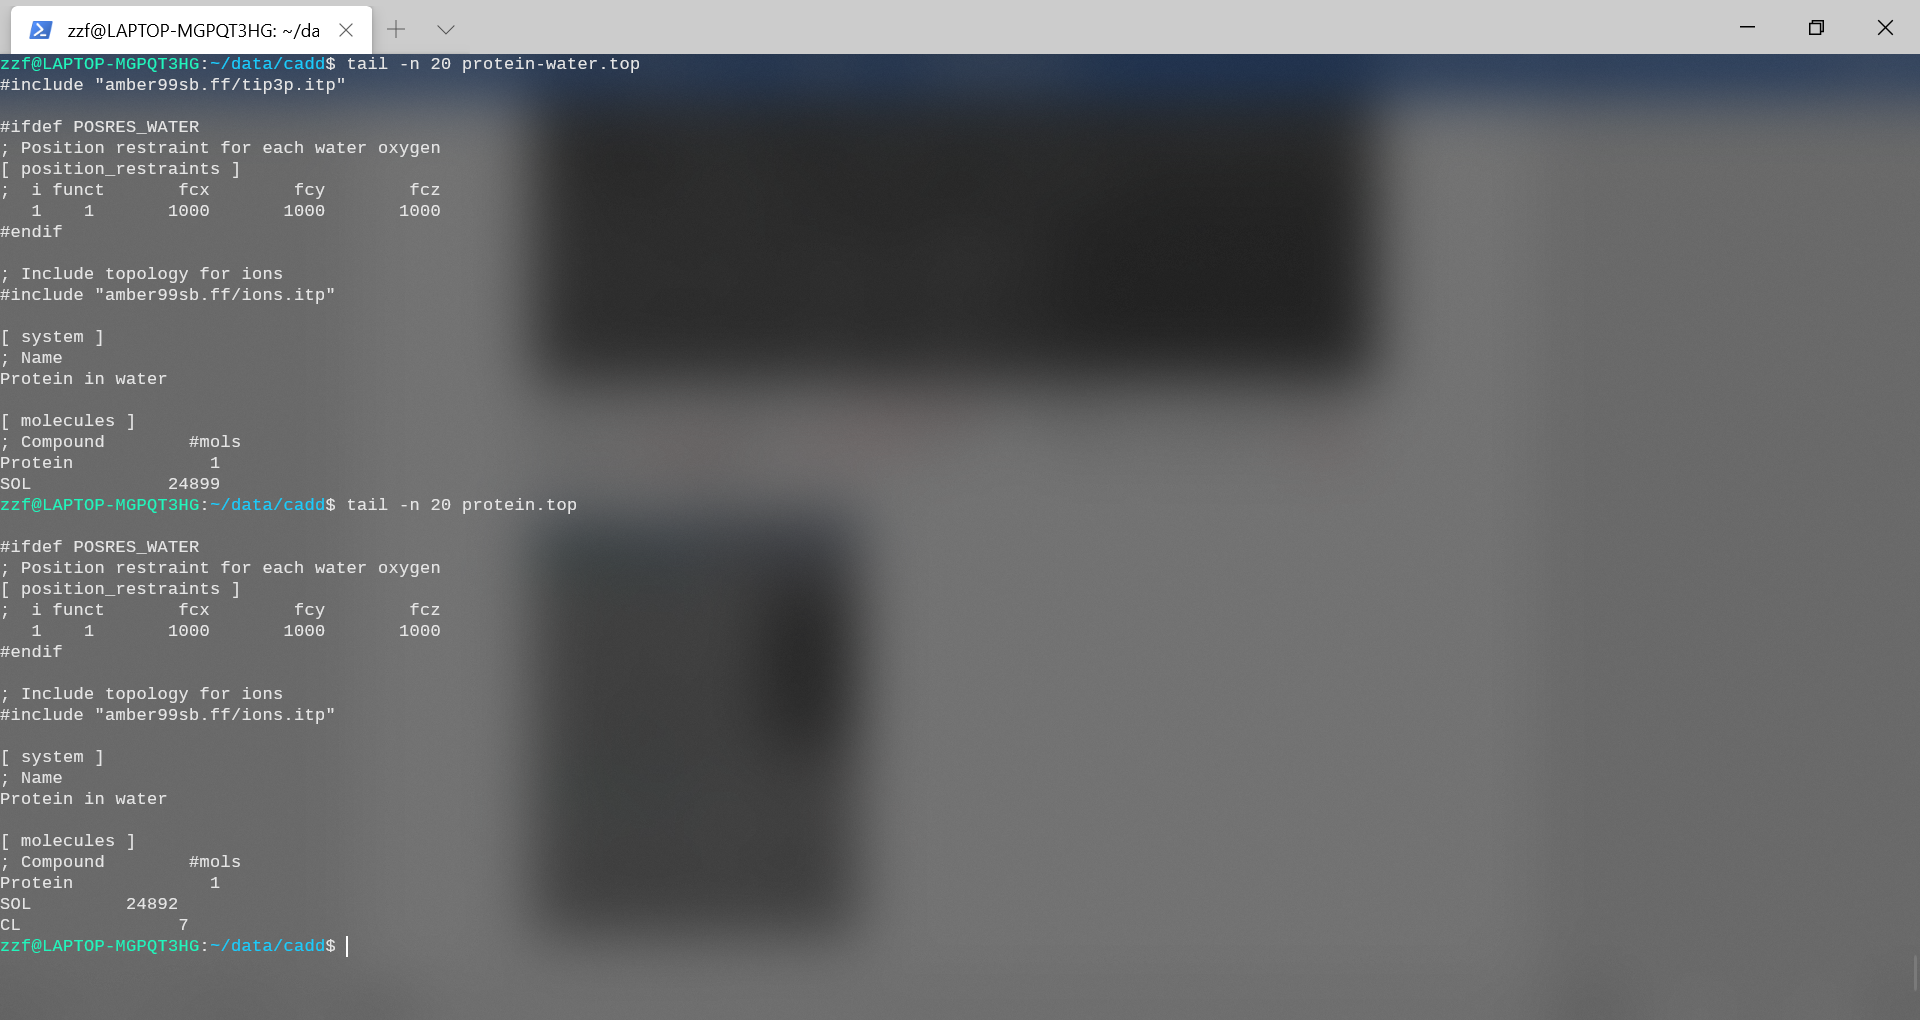 zzf@LAPTOP-MGPQT3HG: ~/da
zzf@LAPTOP-MGPQT3HG:~/data/cadd$ tail -n 20 protein-water.top
#include "amber99sb.ff/tip3p.itp"

#ifdef POSRES_WATER
; Position restraint for each water oxygen
[ position_restraints ]
;  i funct       fcx        fcy        fcz
   1    1       1000       1000       1000
#endif

; Include topology for ions
#include "amber99sb.ff/ions.itp"

[ system ]
; Name
Protein in water

[ molecules ]
; Compound        #mols
Protein             1
SOL             24899
zzf@LAPTOP-MGPQT3HG:~/data/cadd$ tail -n 20 protein.top

#ifdef POSRES_WATER
; Position restraint for each water oxygen
[ position_restraints ]
;  i funct       fcx        fcy        fcz
   1    1       1000       1000       1000
#endif

; Include topology for ions
#include "amber99sb.ff/ions.itp"

[ system ]
; Name
Protein in water

[ molecules ]
; Compound        #mols
Protein             1
SOL         24892
CL               7
zzf@LAPTOP-MGPQT3HG:~/data/cadd$